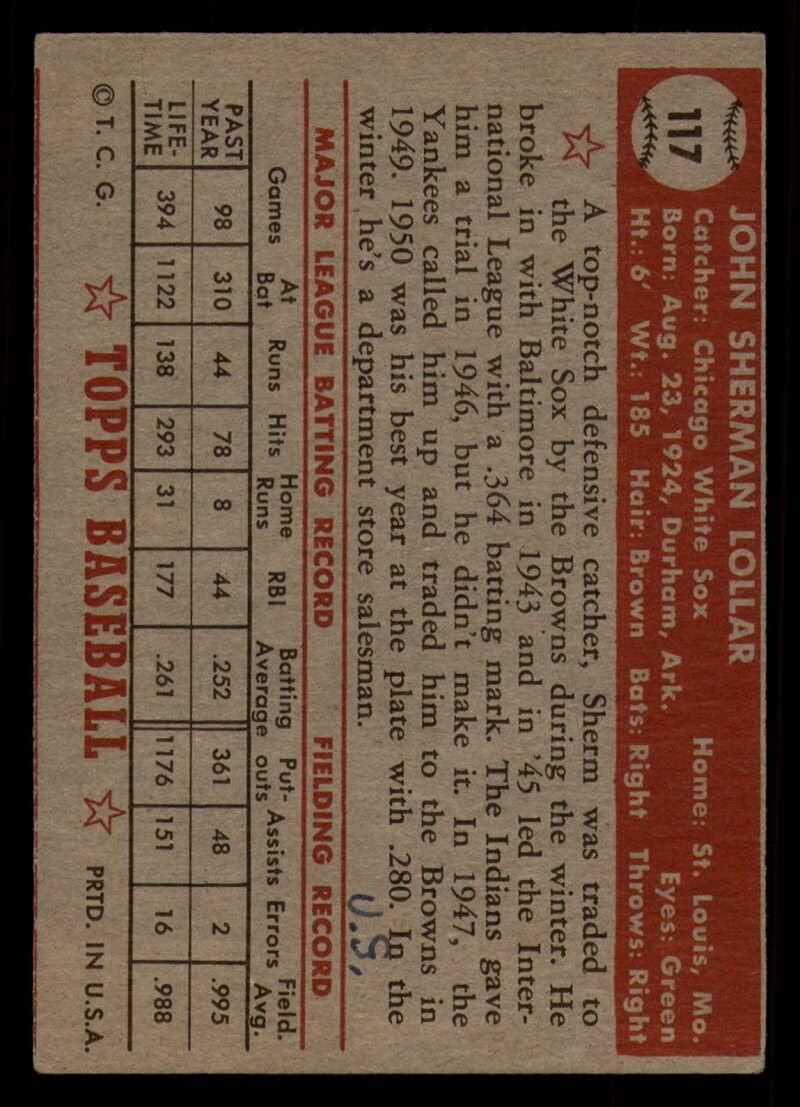 117
JOHN SHERMAN LOLLAR
Catcher: Chicago White Sox Home: St. Louis, Mo.
Born: Aug. 23, 1924, Durham, Ark. Eyes: Green
Ht.: 6' Wt.: 185 Hair: Brown Bats: Right Throws: Right
A top-notch defensive catcher, Sherm was traded to
the White Sox by the Browns during the winter. He
broke in with Baltimore in 1943 and in '45 led the Inter-
national League with a .364 batting mark. The Indians gave
him a trial in 1946, but he didn't make it. In 1947, the
Yankees called him up and traded him to the Browns in
1949. 1950 was his best year at the plate with .280. In the
winter he's a department store salesman.
U.S,
MAJOR LEAGUE BATTING RECORD FIELDING RECORD
Games At Bat Runs Hits Home Runs RBI Batting Average Put-outs Assists Errors Field. Avg.
PAST YEAR 98 310 44 78 8 44 .252 361 48 2 .995
LIFE-TIME 394 1122 138 293 31 177 .261 1176 151 16 .988
© T. C. G. TOPPS BASEBALL PRTD. IN U.S.A.